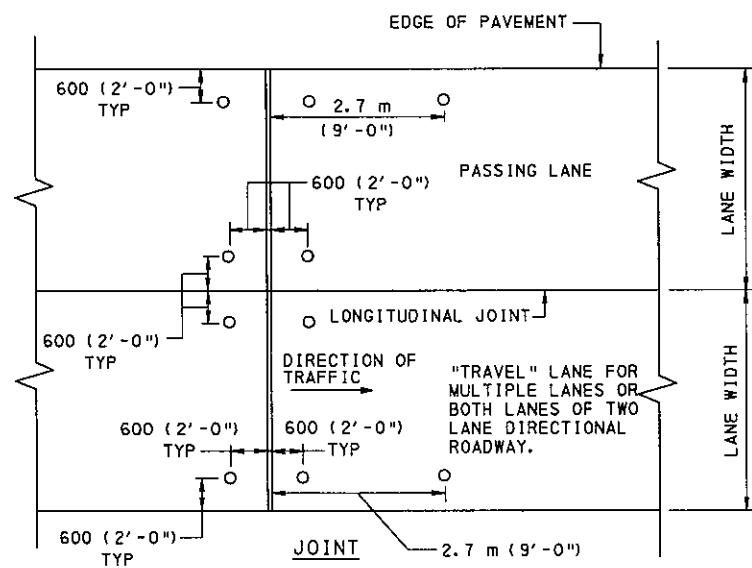 EDGE OF PAVEMENT
600 (2'-0")
TYP
2.7 m
(9'-0")
600 (2'-0")
TYP
PASSING LANE
LANE WIDTH
LONGITUDINAL JOINT
600 (2'-0")
TYP
DIRECTION OF
TRAFFIC
"TRAVEL" LANE FOR
MULTIPLE LANES OR
BOTH LANES OF TWO
LANE DIRECTIONAL
ROADWAY.
LANE WIDTH
600 (2'-0")
TYP
600 (2'-0")
TYP
600 (2'-0")
TYP
JOINT
2.7 m (9'-0")